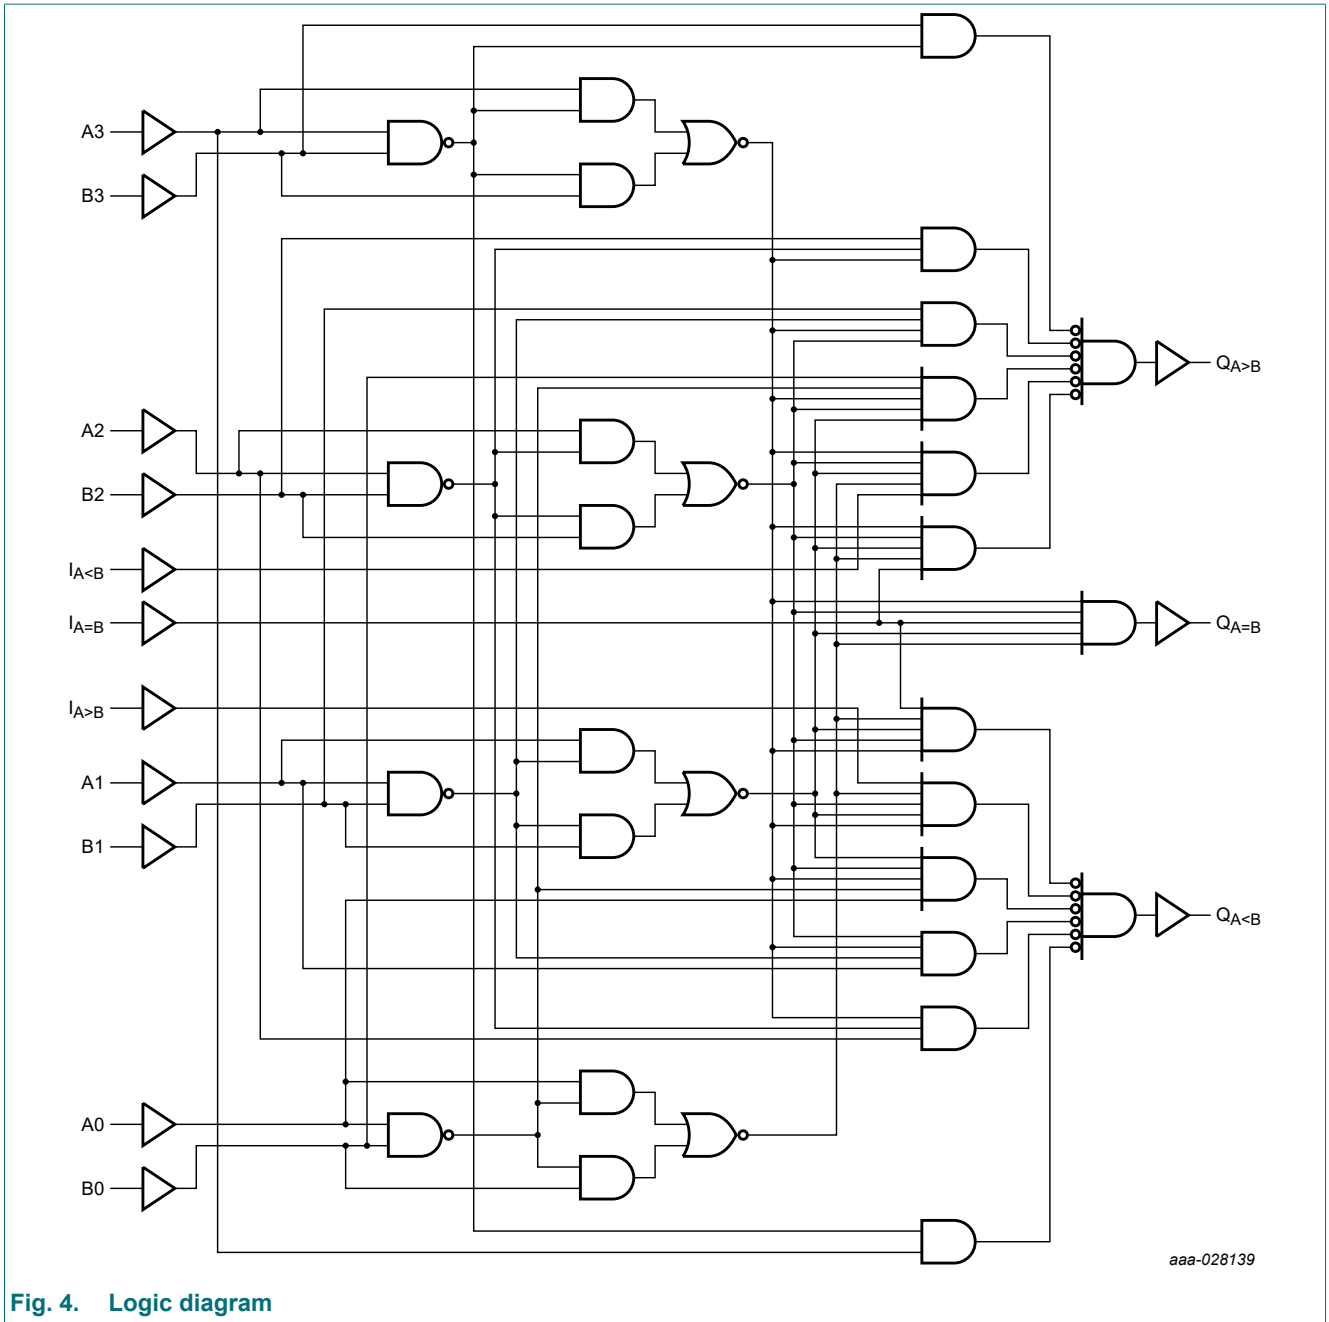 A3
B3
A2
B2
IA<B
IA=B
IA>B
A1
B1
A0
B0
QA>B
QA=B
QA<B
aaa-028139
Fig. 4. Logic diagram